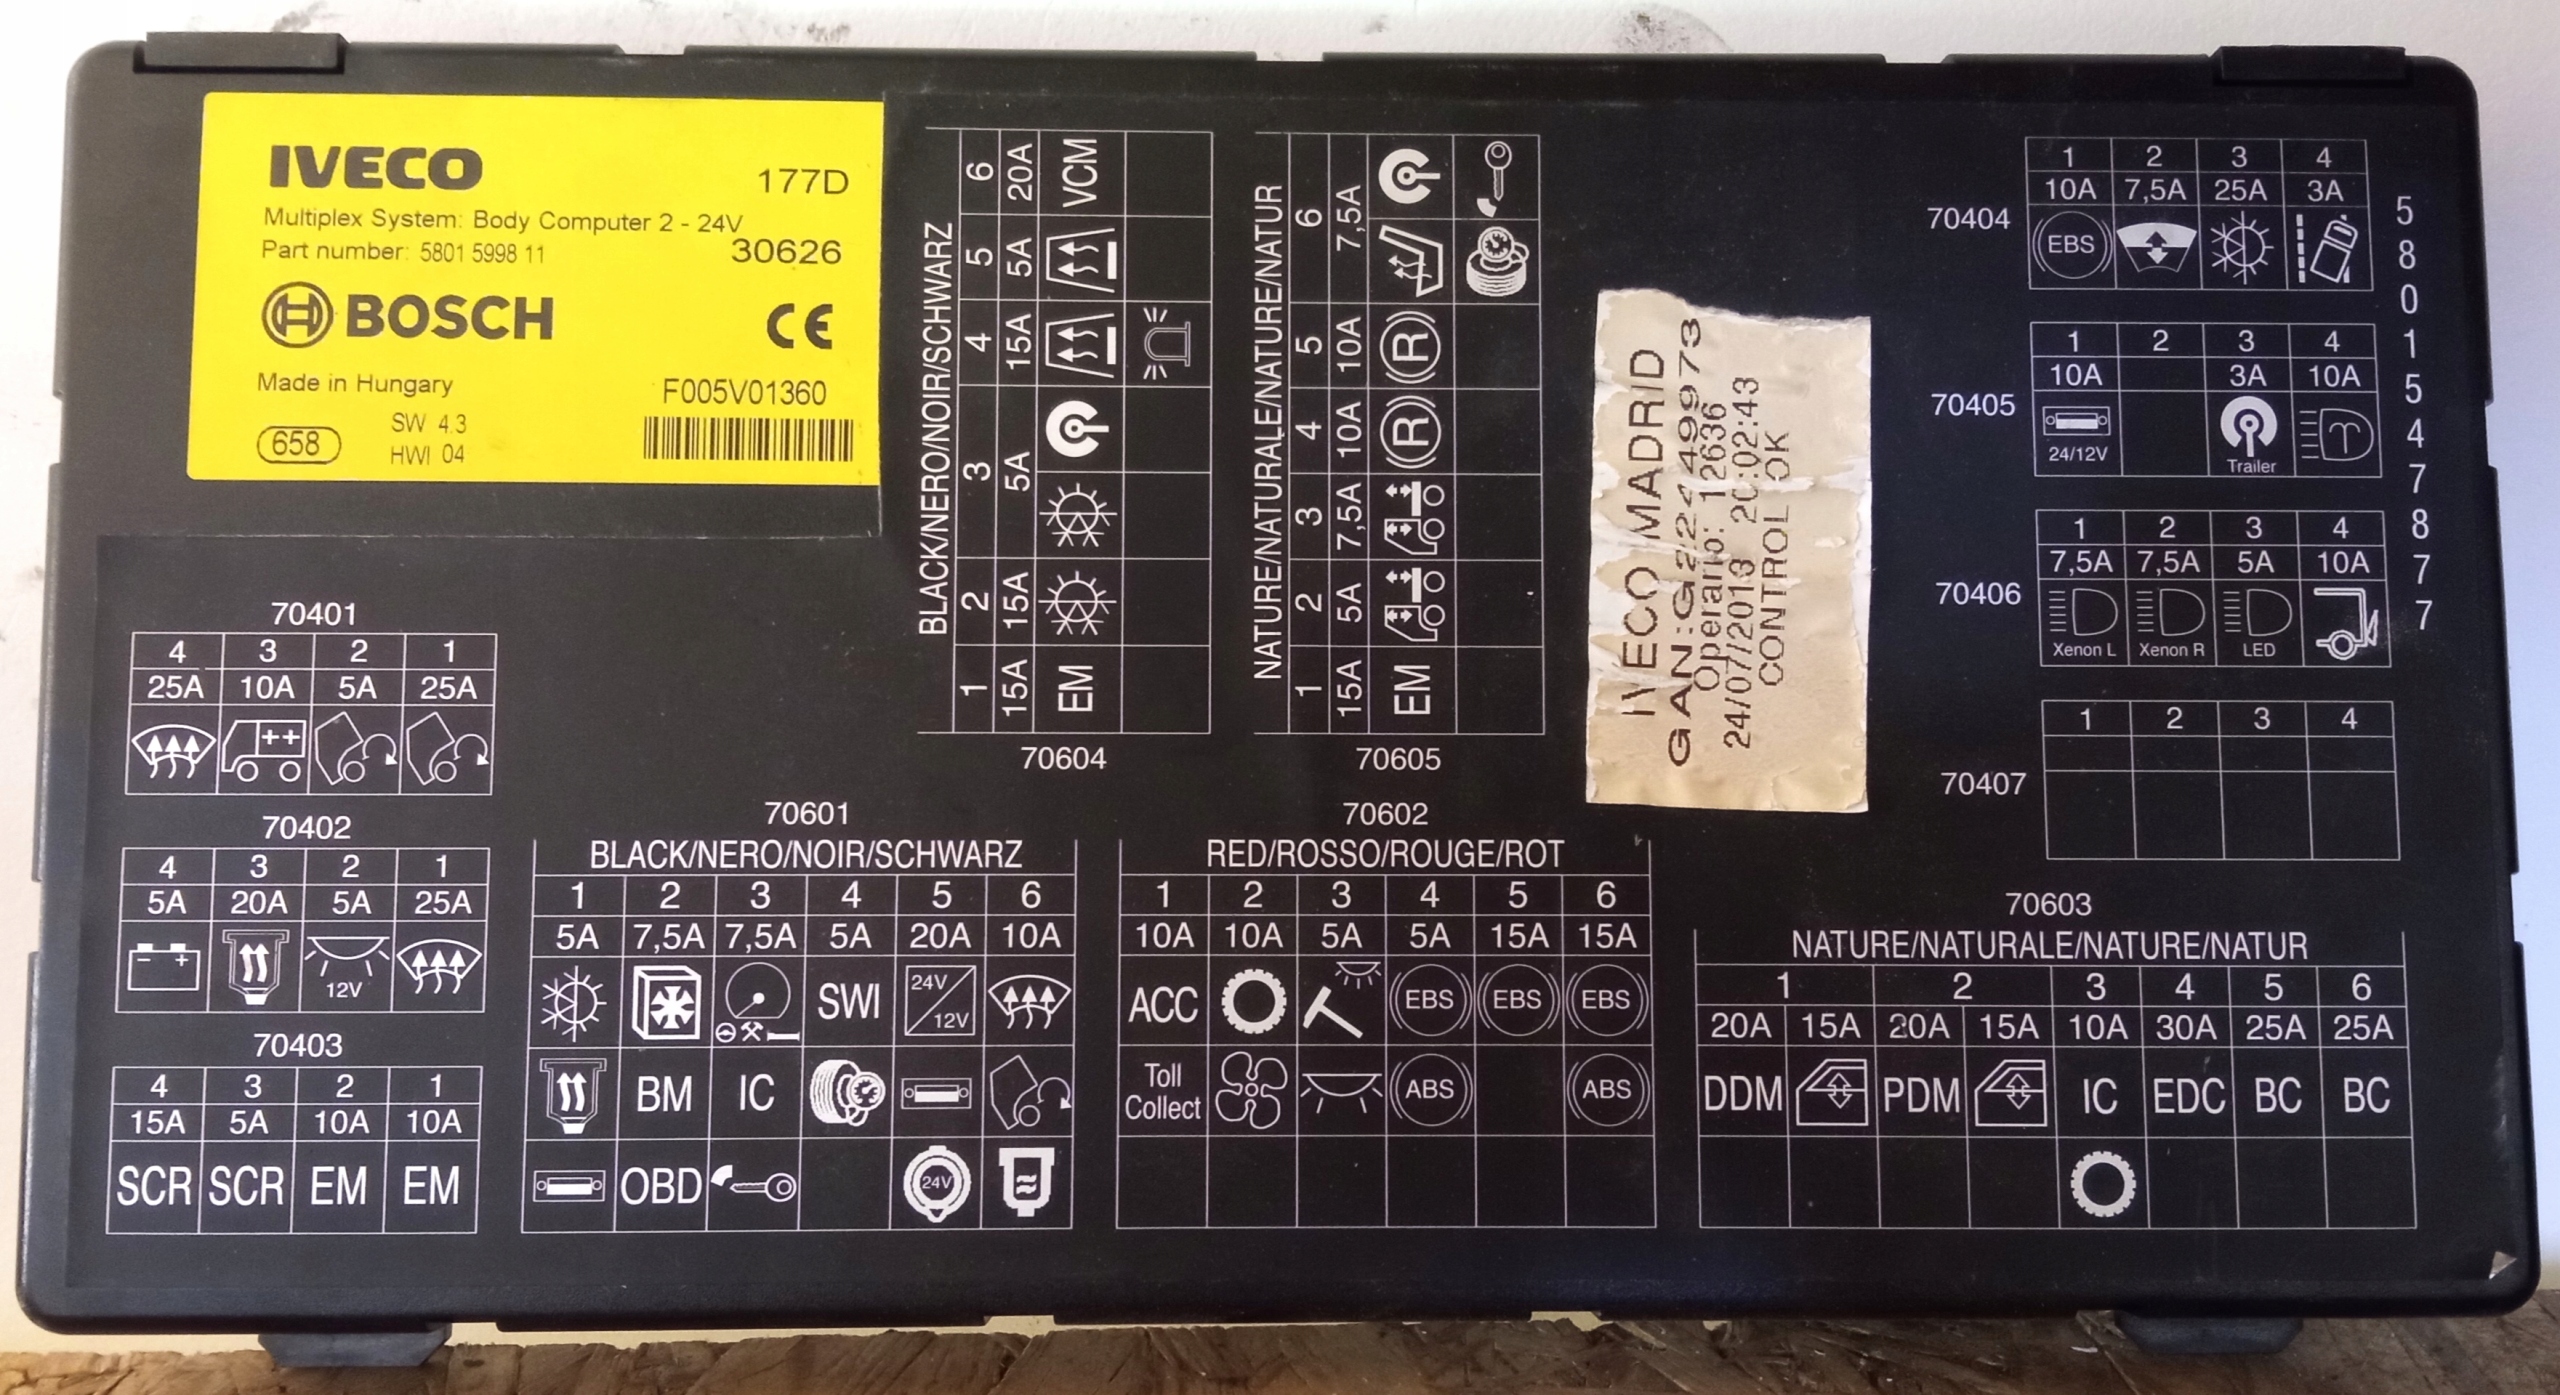 IVECO 177D
Multiplex System: Body Computer 2 - 24V
Part number: 5801 5998 11 30626
BOSCH CE
Made in Hungary F005V01360
SW 4.3
658
HWI 04
70401
4 3 2 1
25A 10A 5A 25A
++
70402
4 3 2 1
5A 20A 5A 25A
- + 12V
70403
4 3 2 1
15A 5A 10A 10A
SCR SCR EM EM
BLACK/NERO/NOIR/SCHWARZ
6 5 4 3 2 1
20A 5A 15A 5A 15A 15A
VCM EM
70604
NATURE/NATURALE/NATURE/NATUR
6 5 4 3 2 1
7,5A 10A 10A 7,5A 5A 15A
(R) (R) EM
70605
IVECO MADRID
GAN:G224499973
Operario: 12636
24/07/2013 20:02:43
CONTROL OK
70404
1 2 3 4
10A 7,5A 25A 3A
EBS
70405
1 2 3 4
10A 3A 10A
24/12V Trailer
70406
1 2 3 4
7,5A 7,5A 5A 10A
Xenon L Xenon R LED
70407
1 2 3 4
5801547877
70601
BLACK/NERO/NOIR/SCHWARZ
1 2 3 4 5 6
5A 7,5A 7,5A 5A 20A 10A
SWI 24V/12V
BM IC
OBD 24V
70602
RED/ROSSO/ROUGE/ROT
1 2 3 4 5 6
10A 10A 5A 5A 15A 15A
ACC EBS EBS EBS
Toll
Collect ABS ABS
70603
NATURE/NATURALE/NATURE/NATUR
1 2 3 4 5 6
20A 15A 20A 15A 10A 30A 25A 25A
DDM PDM IC EDC BC BC